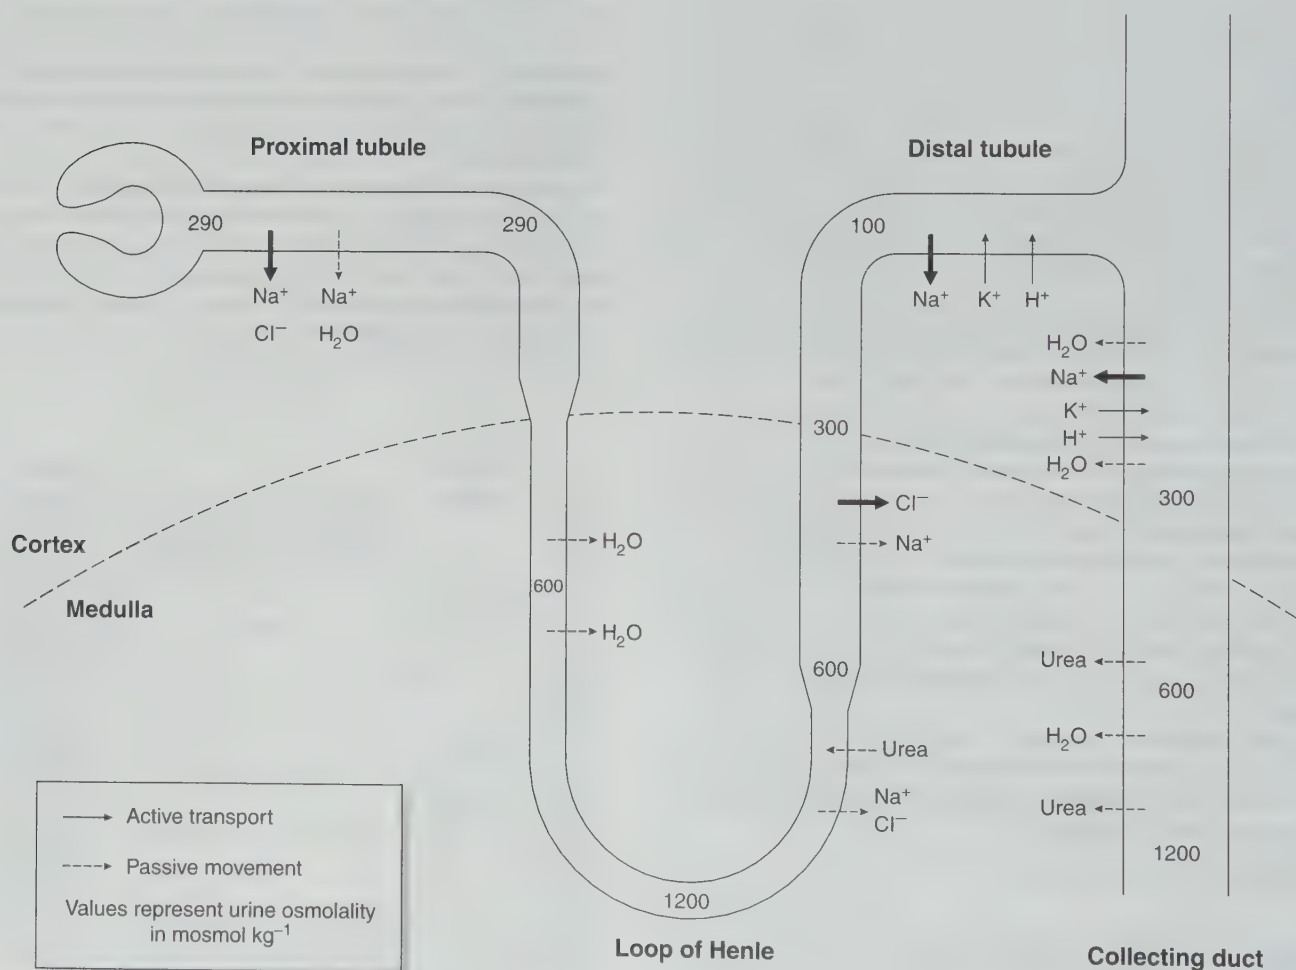 Proximal tubule
Distal tubule
290
290
100
Na⁺
Cl⁻
Na⁺
H₂O
Na⁺
K⁺
H⁺
H₂O
Na⁺
K⁺
H⁺
H₂O
300
300
Cl⁻
Na⁺
Cortex
Medulla
H₂O
600
H₂O
600
Urea
Na⁺
Cl⁻
1200
Urea
600
H₂O
Urea
1200
Active transport
Passive movement
Values represent urine osmolality
in mosmol kg⁻¹
Loop of Henle
Collecting duct